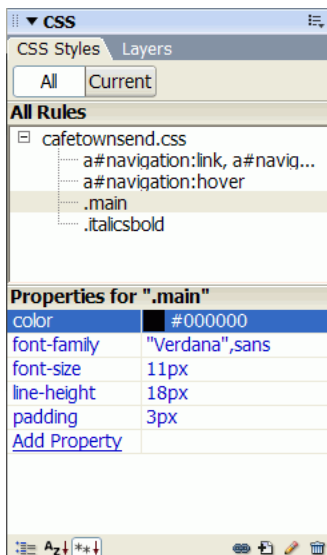 CSS
CSS Styles Layers
All Current
All Rules
cafetownsend.css
a#navigation:link, a#navig...
a#navigation:hover
.main
.italicsbold
Properties for ".main"
color #000000
font-family "Verdana",sans
font-size 11px
line-height 18px
padding 3px
Add Property
Az↓ **↓